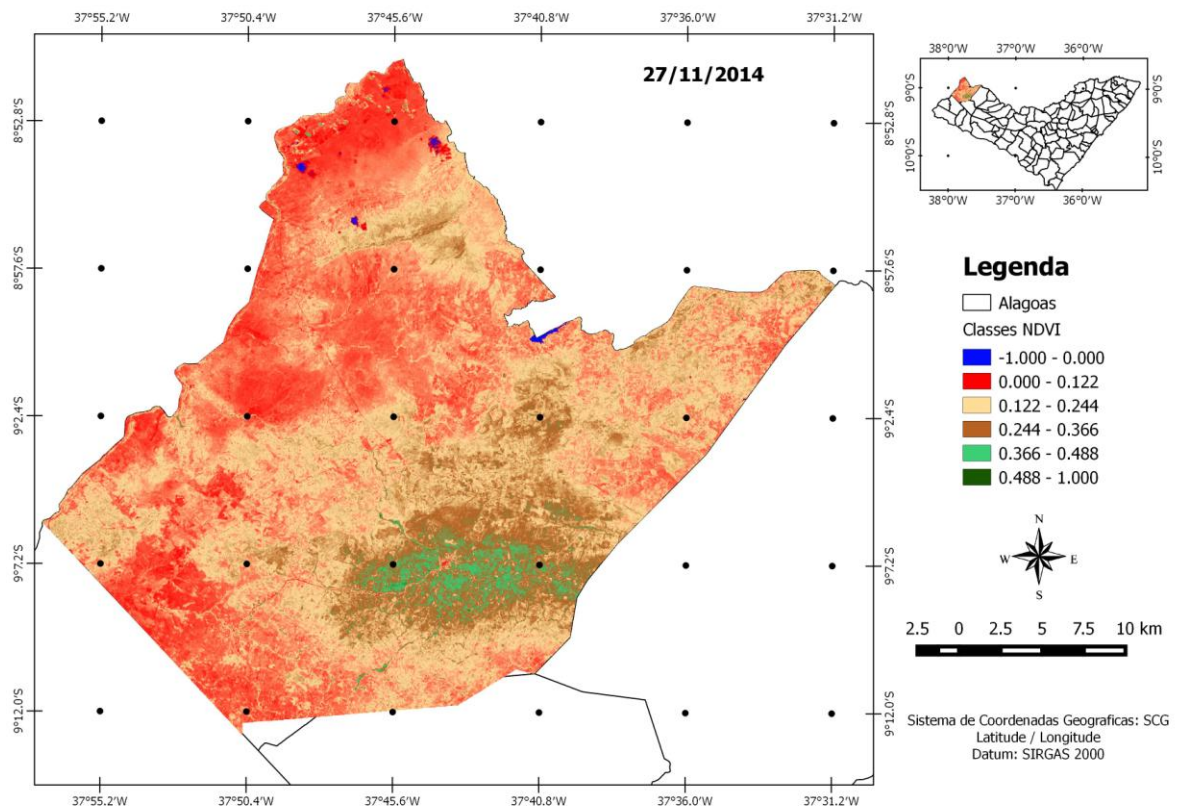 37°55.2'W 37°50.4'W 37°45.6'W 37°40.8'W 37°36.0'W 37°31.2'W
27/11/2014
8°52.8'S 8°52.8'S
8°57.6'S 8°57.6'S
9°2.4'S 9°2.4'S
9°7.2'S 9°7.2'S
9°12.0'S 9°12.0'S
37°55.2'W 37°50.4'W 37°45.6'W 37°40.8'W 37°36.0'W 37°31.2'W
38°0'W 37°0'W 36°0'W
9°0'S 9°0'S
10°0'S 10°0'S
38°0'W 37°0'W 36°0'W
Legenda
Alagoas
Classes NDVI
-1.000 - 0.000
0.000 - 0.122
0.122 - 0.244
0.244 - 0.366
0.366 - 0.488
0.488 - 1.000
N
W E
S
2.5 0 2.5 5 7.5 10 km
Sistema de Coordenadas Geograficas: SCG
Latitude / Longitude
Datum: SIRGAS 2000